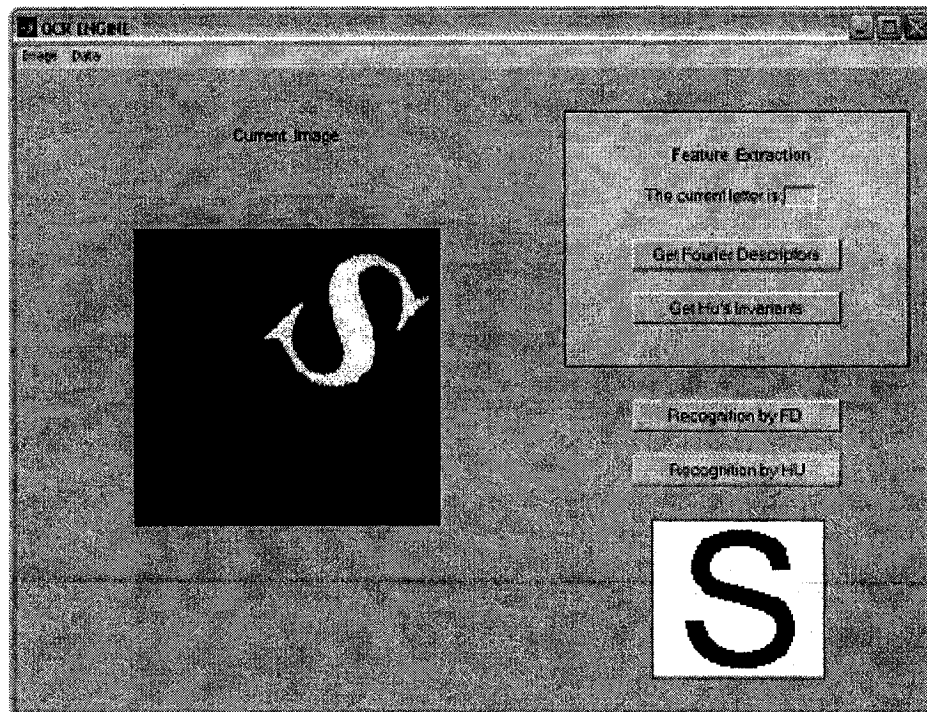 OCR ENGINE
Image Data
Current Image
Feature Extraction
The current letter is:
Get Fourier Descriptors
Get Hu's Invariants
Recognition by FD
Recognition by HU
S
S